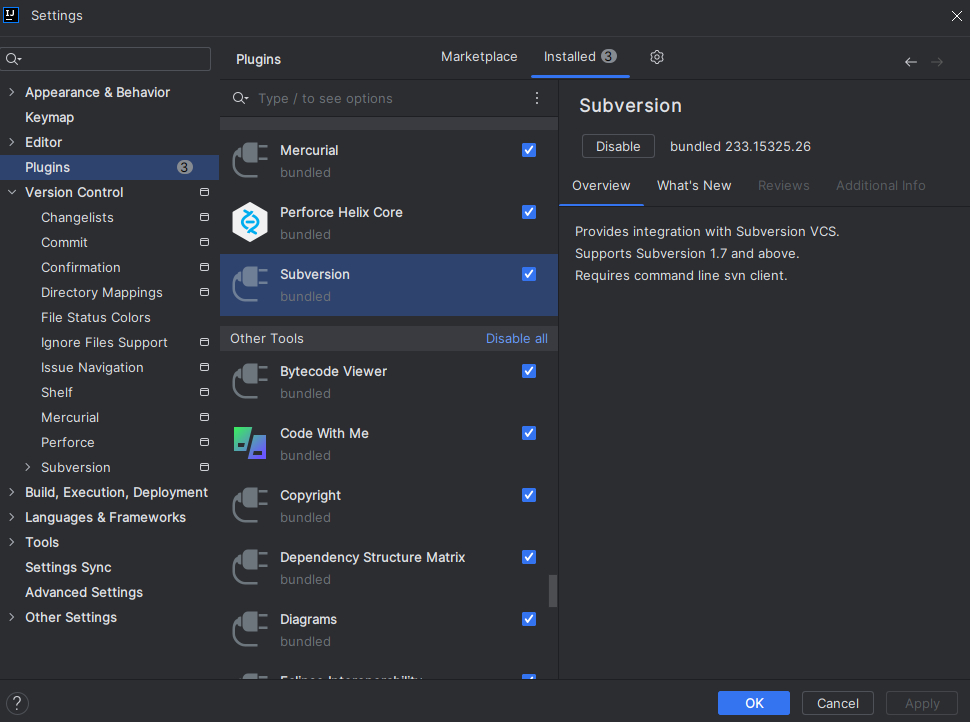 Settings
Appearance & Behavior
Keymap
Editor
Plugins 3
Version Control
Changelists
Commit
Confirmation
Directory Mappings
File Status Colors
Ignore Files Support
Issue Navigation
Shelf
Mercurial
Perforce
Subversion
Build, Execution, Deployment
Languages & Frameworks
Tools
Settings Sync
Advanced Settings
Other Settings
?
Plugins
Marketplace
Installed 3
Type / to see options
Mercurial
bundled
Perforce Helix Core
bundled
Subversion
bundled
Other Tools Disable all
Bytecode Viewer
bundled
Code With Me
bundled
Copyright
bundled
Dependency Structure Matrix
bundled
Diagrams
bundled
Eclipse Interoperability
Subversion
Disable bundled 233.15325.26
Overview What's New Reviews Additional Info
Provides integration with Subversion VCS.
Supports Subversion 1.7 and above.
Requires command line svn client.
OK Cancel Apply